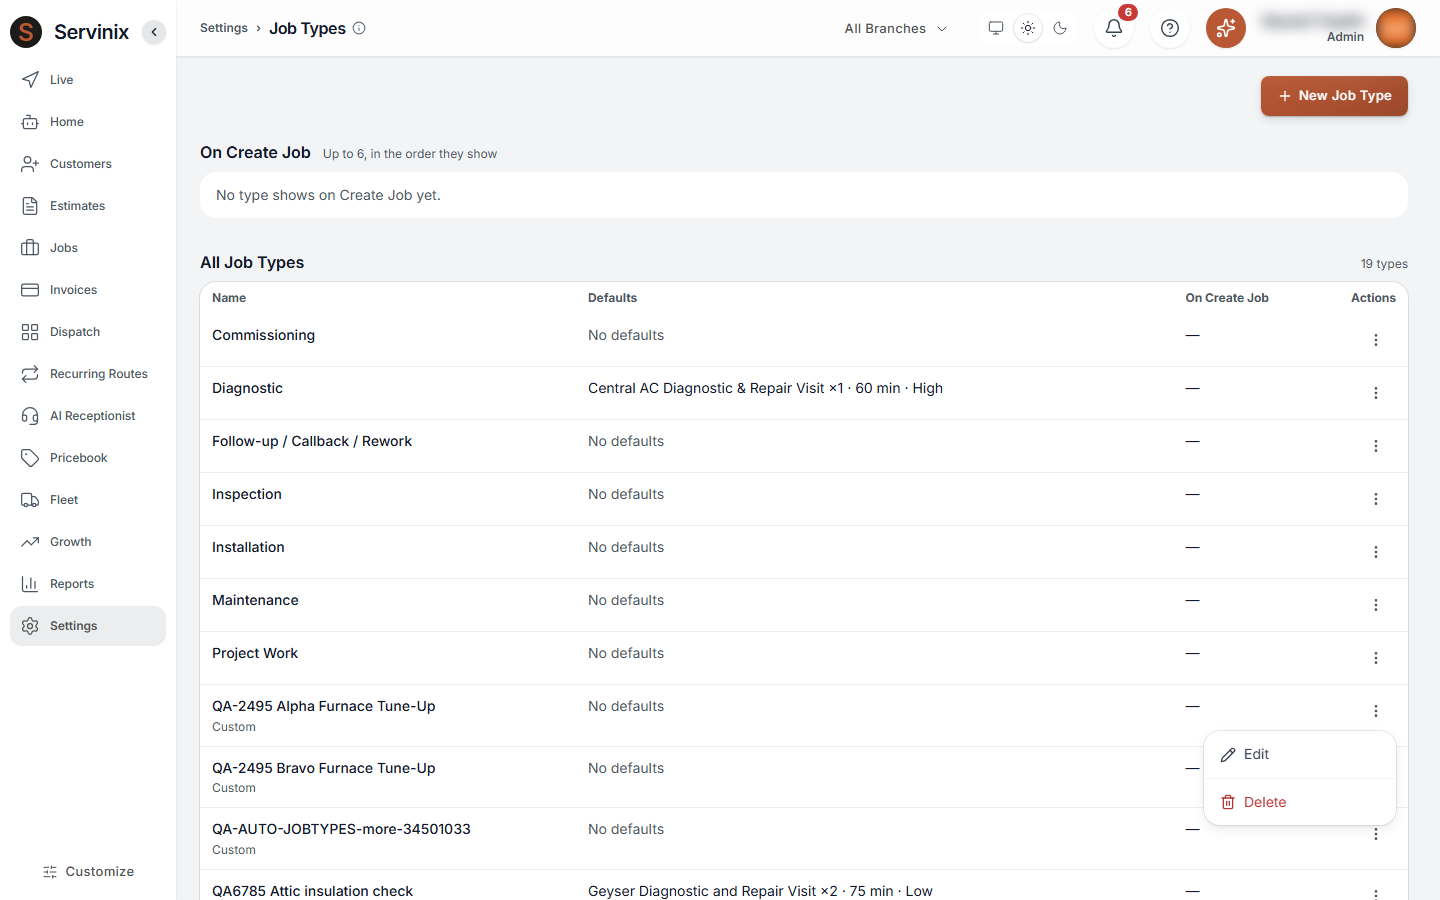 S Servinix
Settings › Job Types
All Branches
6
Admin
Live
Home
Customers
Estimates
Jobs
Invoices
Dispatch
Recurring Routes
AI Receptionist
Pricebook
Fleet
Growth
Reports
Settings
Customize
+ New Job Type
On Create Job Up to 6, in the order they show
No type shows on Create Job yet.
All Job Types 19 types
Name Defaults On Create Job Actions
Commissioning No defaults —
Diagnostic Central AC Diagnostic & Repair Visit ×1 · 60 min · High —
Follow-up / Callback / Rework No defaults —
Inspection No defaults —
Installation No defaults —
Maintenance No defaults —
Project Work No defaults —
QA-2495 Alpha Furnace Tune-Up No defaults —
Custom
Edit
QA-2495 Bravo Furnace Tune-Up No defaults —
Custom
Delete
QA-AUTO-JOBTYPES-more-34501033 No defaults —
Custom
QA6785 Attic insulation check Geyser Diagnostic and Repair Visit ×2 · 75 min · Low —